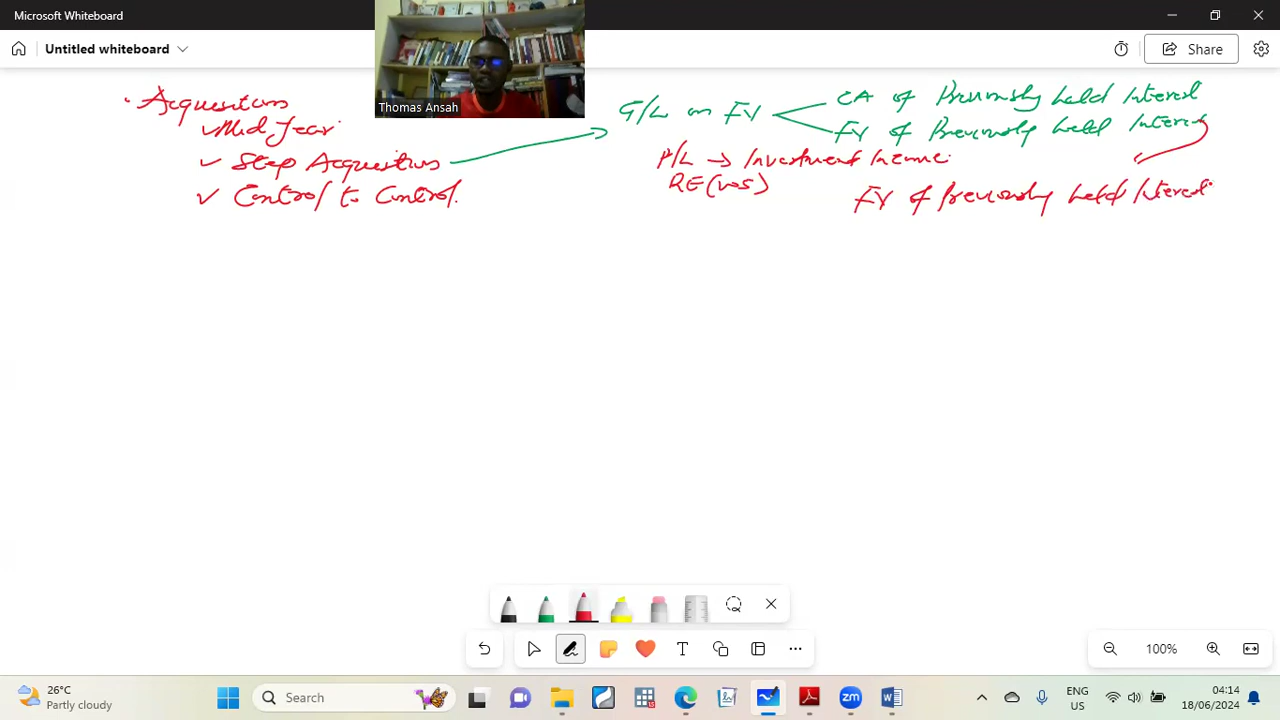 Microsoft Whiteboard
Untitled whiteboard
Share
Thomas Ansah
• Acquisitions
✓ Mid Year
✓ Step Acquisitions
✓ Control to Control.
G/L on FV
CA of Previously held Interest
FV of Previously held Interest
P/L → Investment Income
RE (
FV of Previously held Interest
100%
26°C
Partly cloudy
Search
ENG
US
04:12
18/06/2024